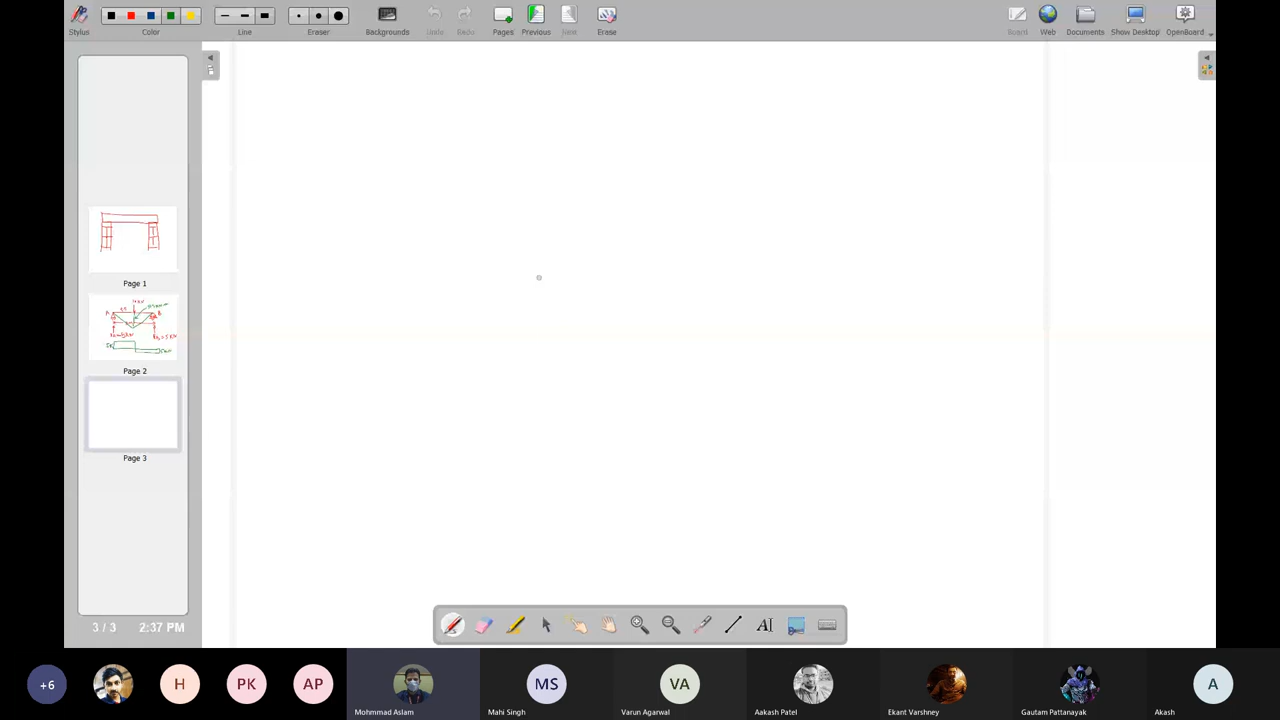 Stylus Color Line Eraser Backgrounds Undo Redo Pages Previous Next Erase Board Web Documents Show Desktop OpenBoard
Page 1
A B
Page 2
Page 3
3 / 3 2:37 PM
AI
+6 H PK AP MS VA A
Mohmmad Aslam Mahi Singh Varun Agarwal Aakash Patel Ekant Varshney Gautam Pattanayak Akash